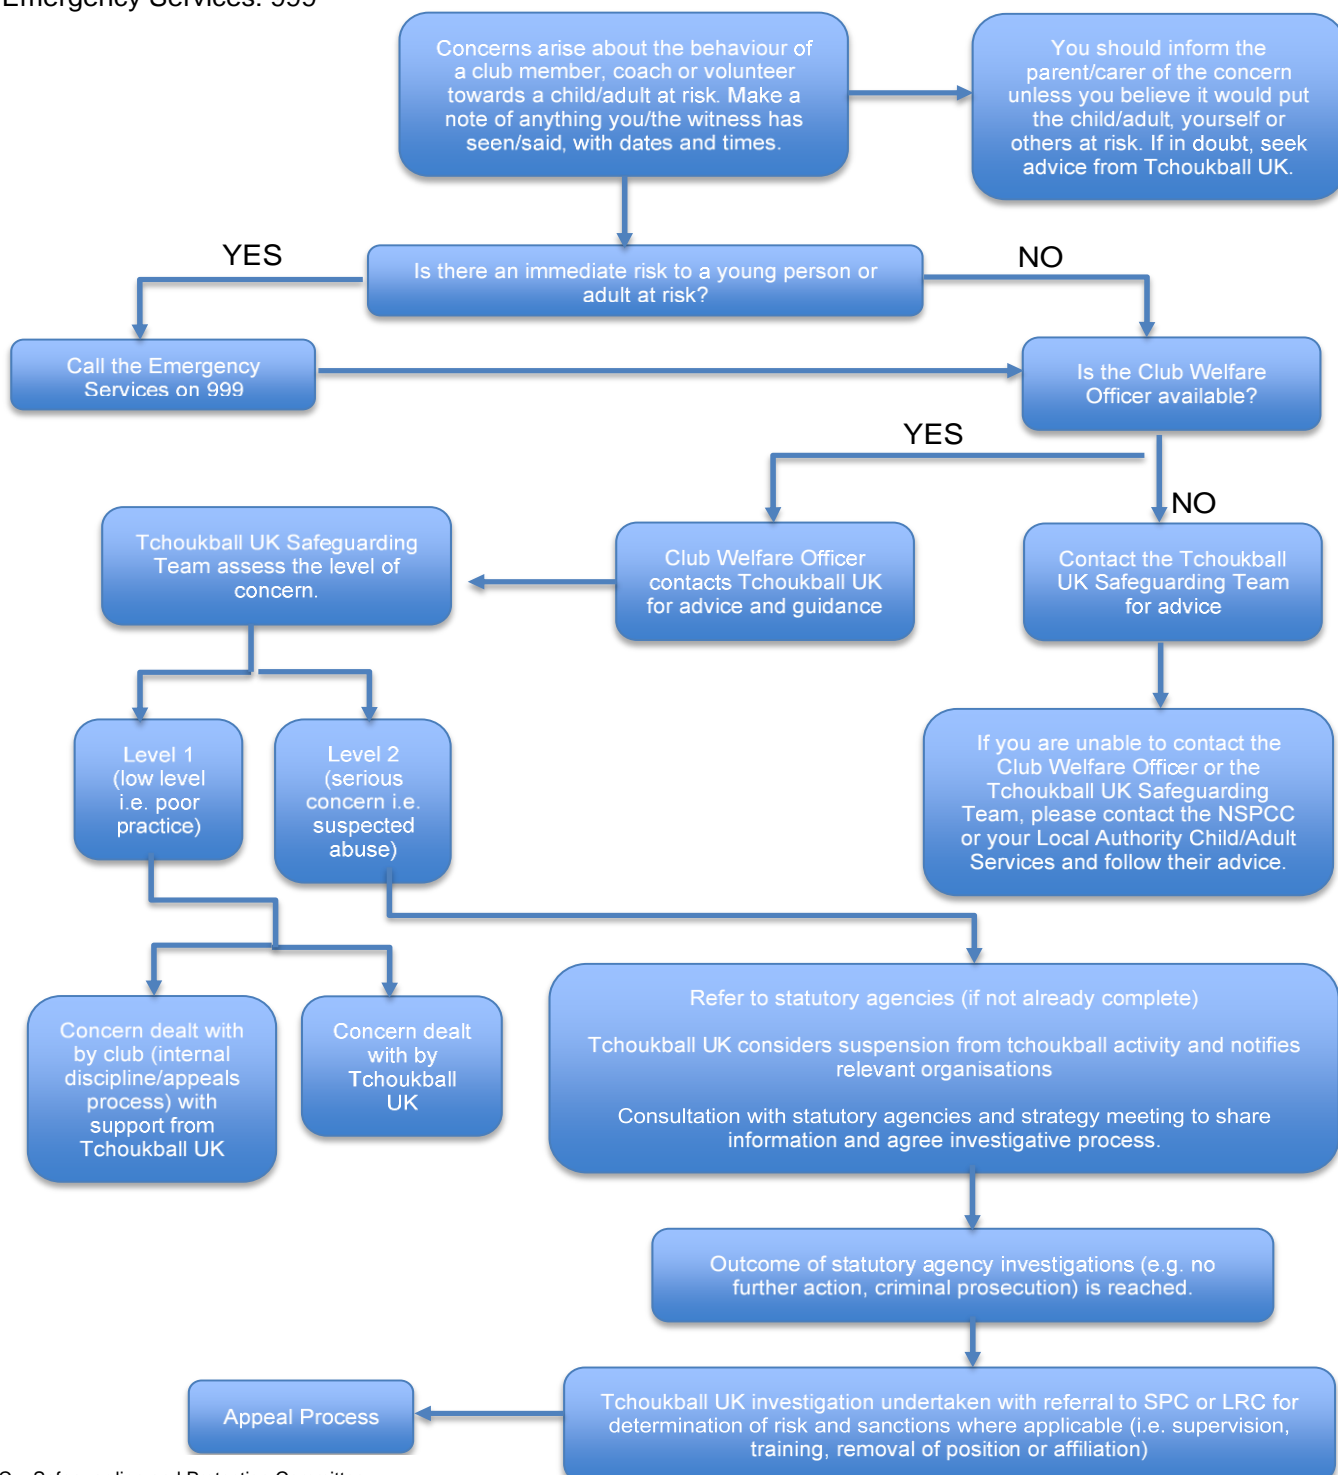 Emergency Services: 999
Concerns arise about the behaviour of
a club member, coach or volunteer
towards a child/adult at risk. Make a
note of anything you/the witness has
seen/said, with dates and times.
You should inform the
parent/carer of the concern
unless you believe it would put
the child/adult, yourself or
others at risk. If in doubt, seek
advice from Tchoukball UK.
YES
Is there an immediate risk to a young person or
adult at risk?
NO
Call the Emergency
Services on 999
Is the Club Welfare
Officer available?
YES
NO
Tchoukball UK Safeguarding
Team assess the level of
concern.
Club Welfare Officer
contacts Tchoukball UK
for advice and guidance
Contact the Tchoukball
UK Safeguarding Team
for advice
Level 1
(low level
i.e. poor
practice)
Level 2
(serious
concern i.e.
suspected
abuse)
If you are unable to contact the
Club Welfare Officer or the
Tchoukball UK Safeguarding
Team, please contact the NSPCC
or your Local Authority Child/Adult
Services and follow their advice.
Concern dealt with
by club (internal
discipline/appeals
process) with
support from
Tchoukball UK
Concern dealt
with by
Tchoukball
UK
Refer to statutory agencies (if not already complete)
Tchoukball UK considers suspension from tchoukball activity and notifies
relevant organisations
Consultation with statutory agencies and strategy meeting to share
information and agree investigative process.
Outcome of statutory agency investigations (e.g. no
further action, criminal prosecution) is reached.
Appeal Process
Tchoukball UK investigation undertaken with referral to SPC or LRC for
determination of risk and sanctions where applicable (i.e. supervision,
training, removal of position or affiliation)